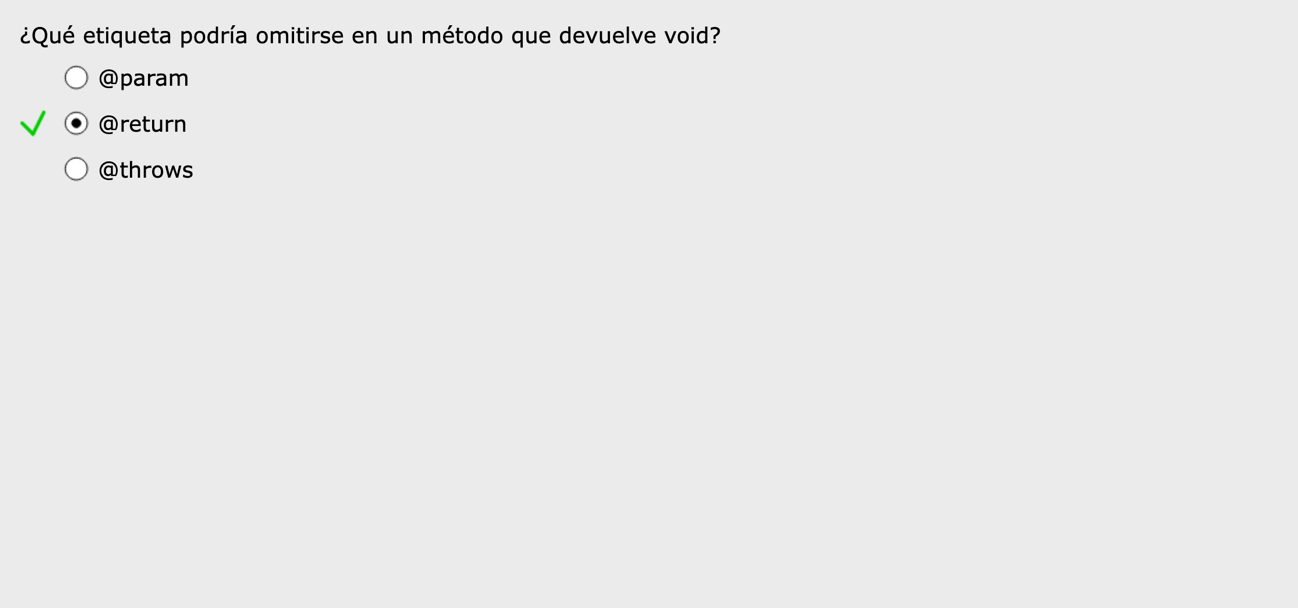 ¿Qué etiqueta podría omitirse en un método que devuelve void?
@param
@return
@throws